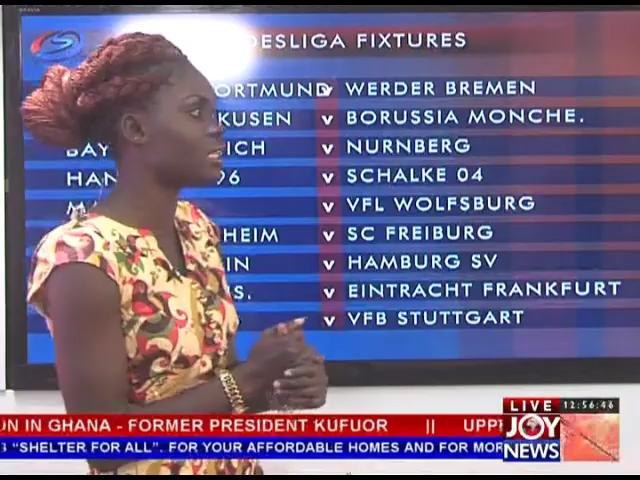 DESLIGA FIXTURES
ORTMUND v WERDER BREMEN
KUSEN v BORUSSIA MONCHE.
BAY ICH v NURNBERG
HAN 96 v SCHALKE 04
v VFL WOLFSBURG
HEIM v SC FREIBURG
IN v HAMBURG SV
S. v EINTRACHT FRANKFURT
v VFB STUTTGART
LIVE 12:56:46
JOY
NEWS
UN IN GHANA - FORMER PRESIDENT KUFUOR || UPP
"SHELTER FOR ALL". FOR YOUR AFFORDABLE HOMES AND FOR MOR